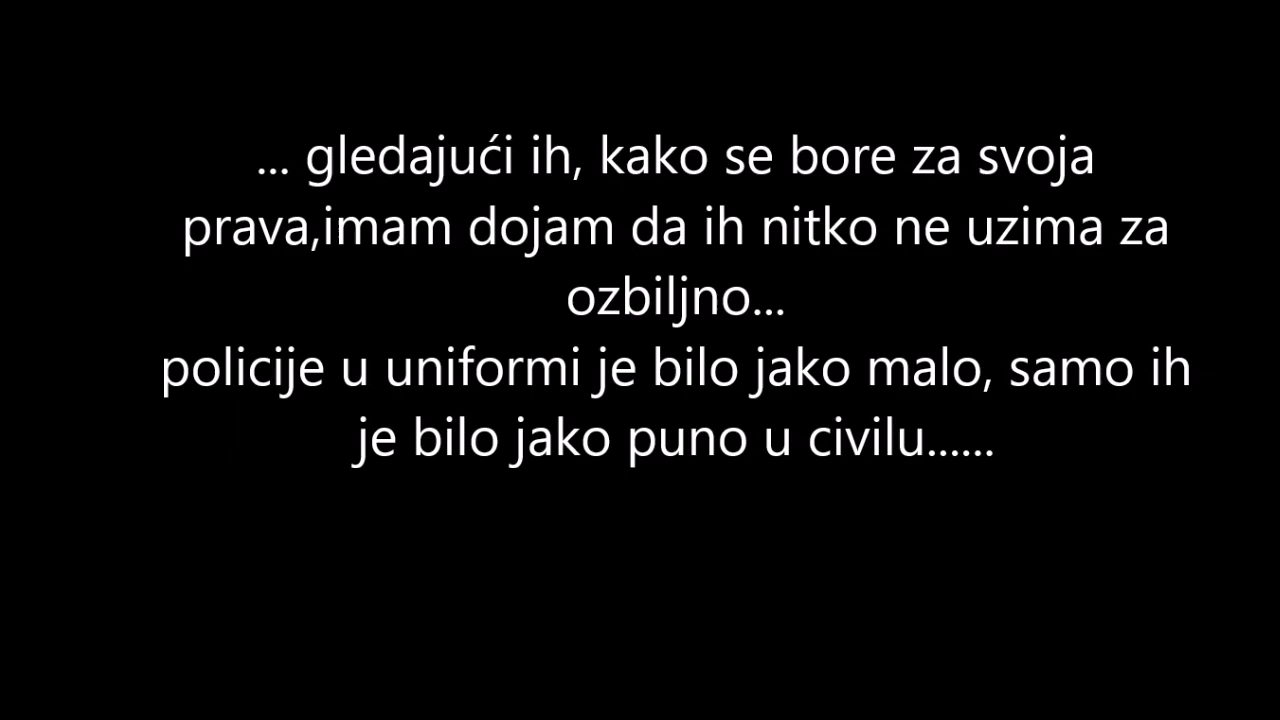 ... gledajući ih, kako se bore za svoja
prava,imam dojam da ih nitko ne uzima za
ozbiljno...
policije u uniformi je bilo jako malo, samo ih
je bilo jako puno u civilu......